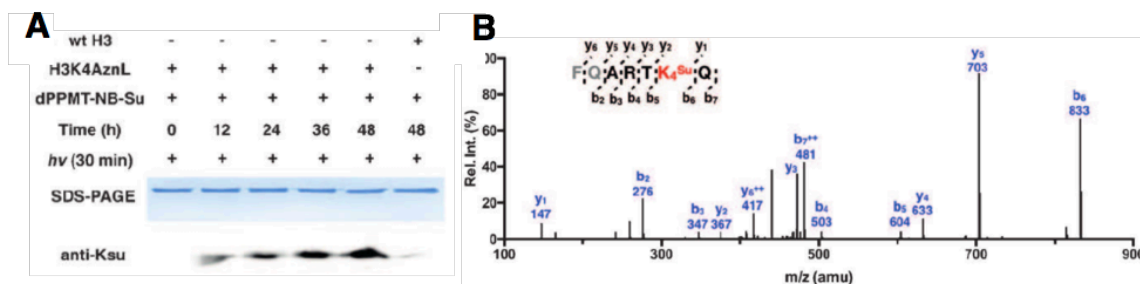 A
wt H3 - - - - - +
H3K4AznL + + + + + -
dPPMT-NB-Su + + + + + +
Time (h) 0 12 24 36 48 48
hv (30 min) + + + + + +
SDS-PAGE
anti-Ksu
B
y6 y5 y4 y3 y2 y1
F Q A R T K4Su Q
b2 b3 b4 b5 b6 b7
Rel. Int. (%)
00
80
60
40
20
0
y1
147
b2
276
b3
347
y2
367
y6++
417
y3
b7++
481
b4
503
b5
604
y4
633
y5
703
b6
833
100 300 500 700 900
m/z (amu)